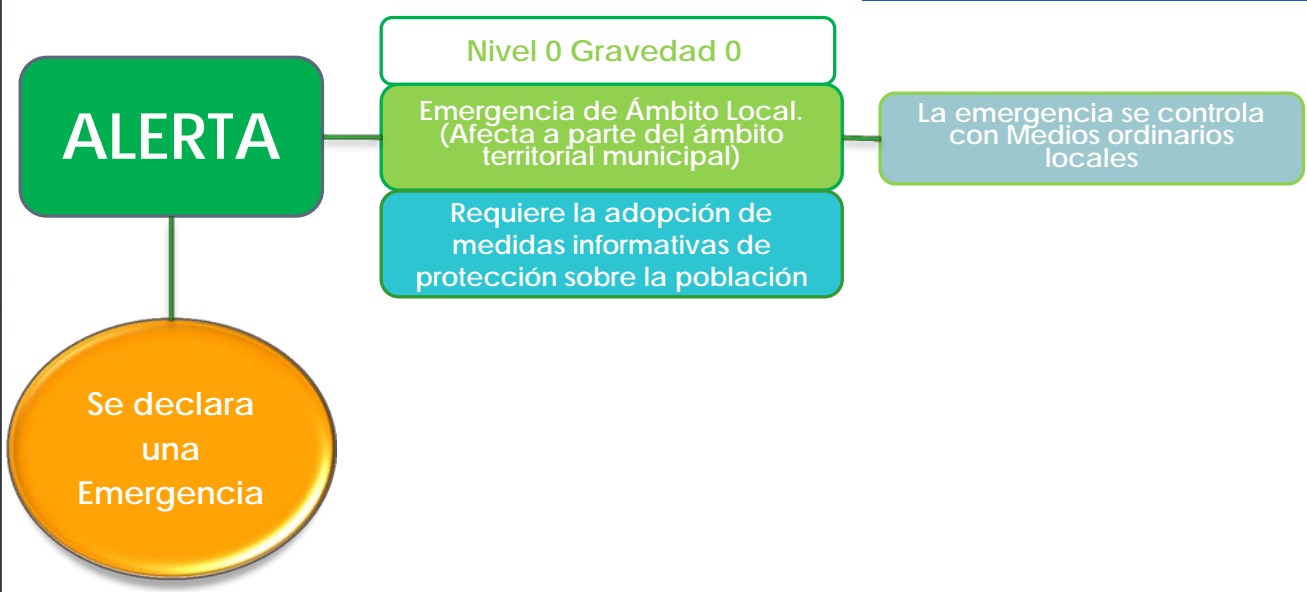 Nivel 0 Gravedad 0
ALERTA
Emergencia de Ámbito Local.
(Afecta a parte del ámbito
territorial municipal)
La emergencia se controla
con Medios ordinarios
locales
Requiere la adopción de
medidas informativas de
protección sobre la población
Se declara
una
Emergencia